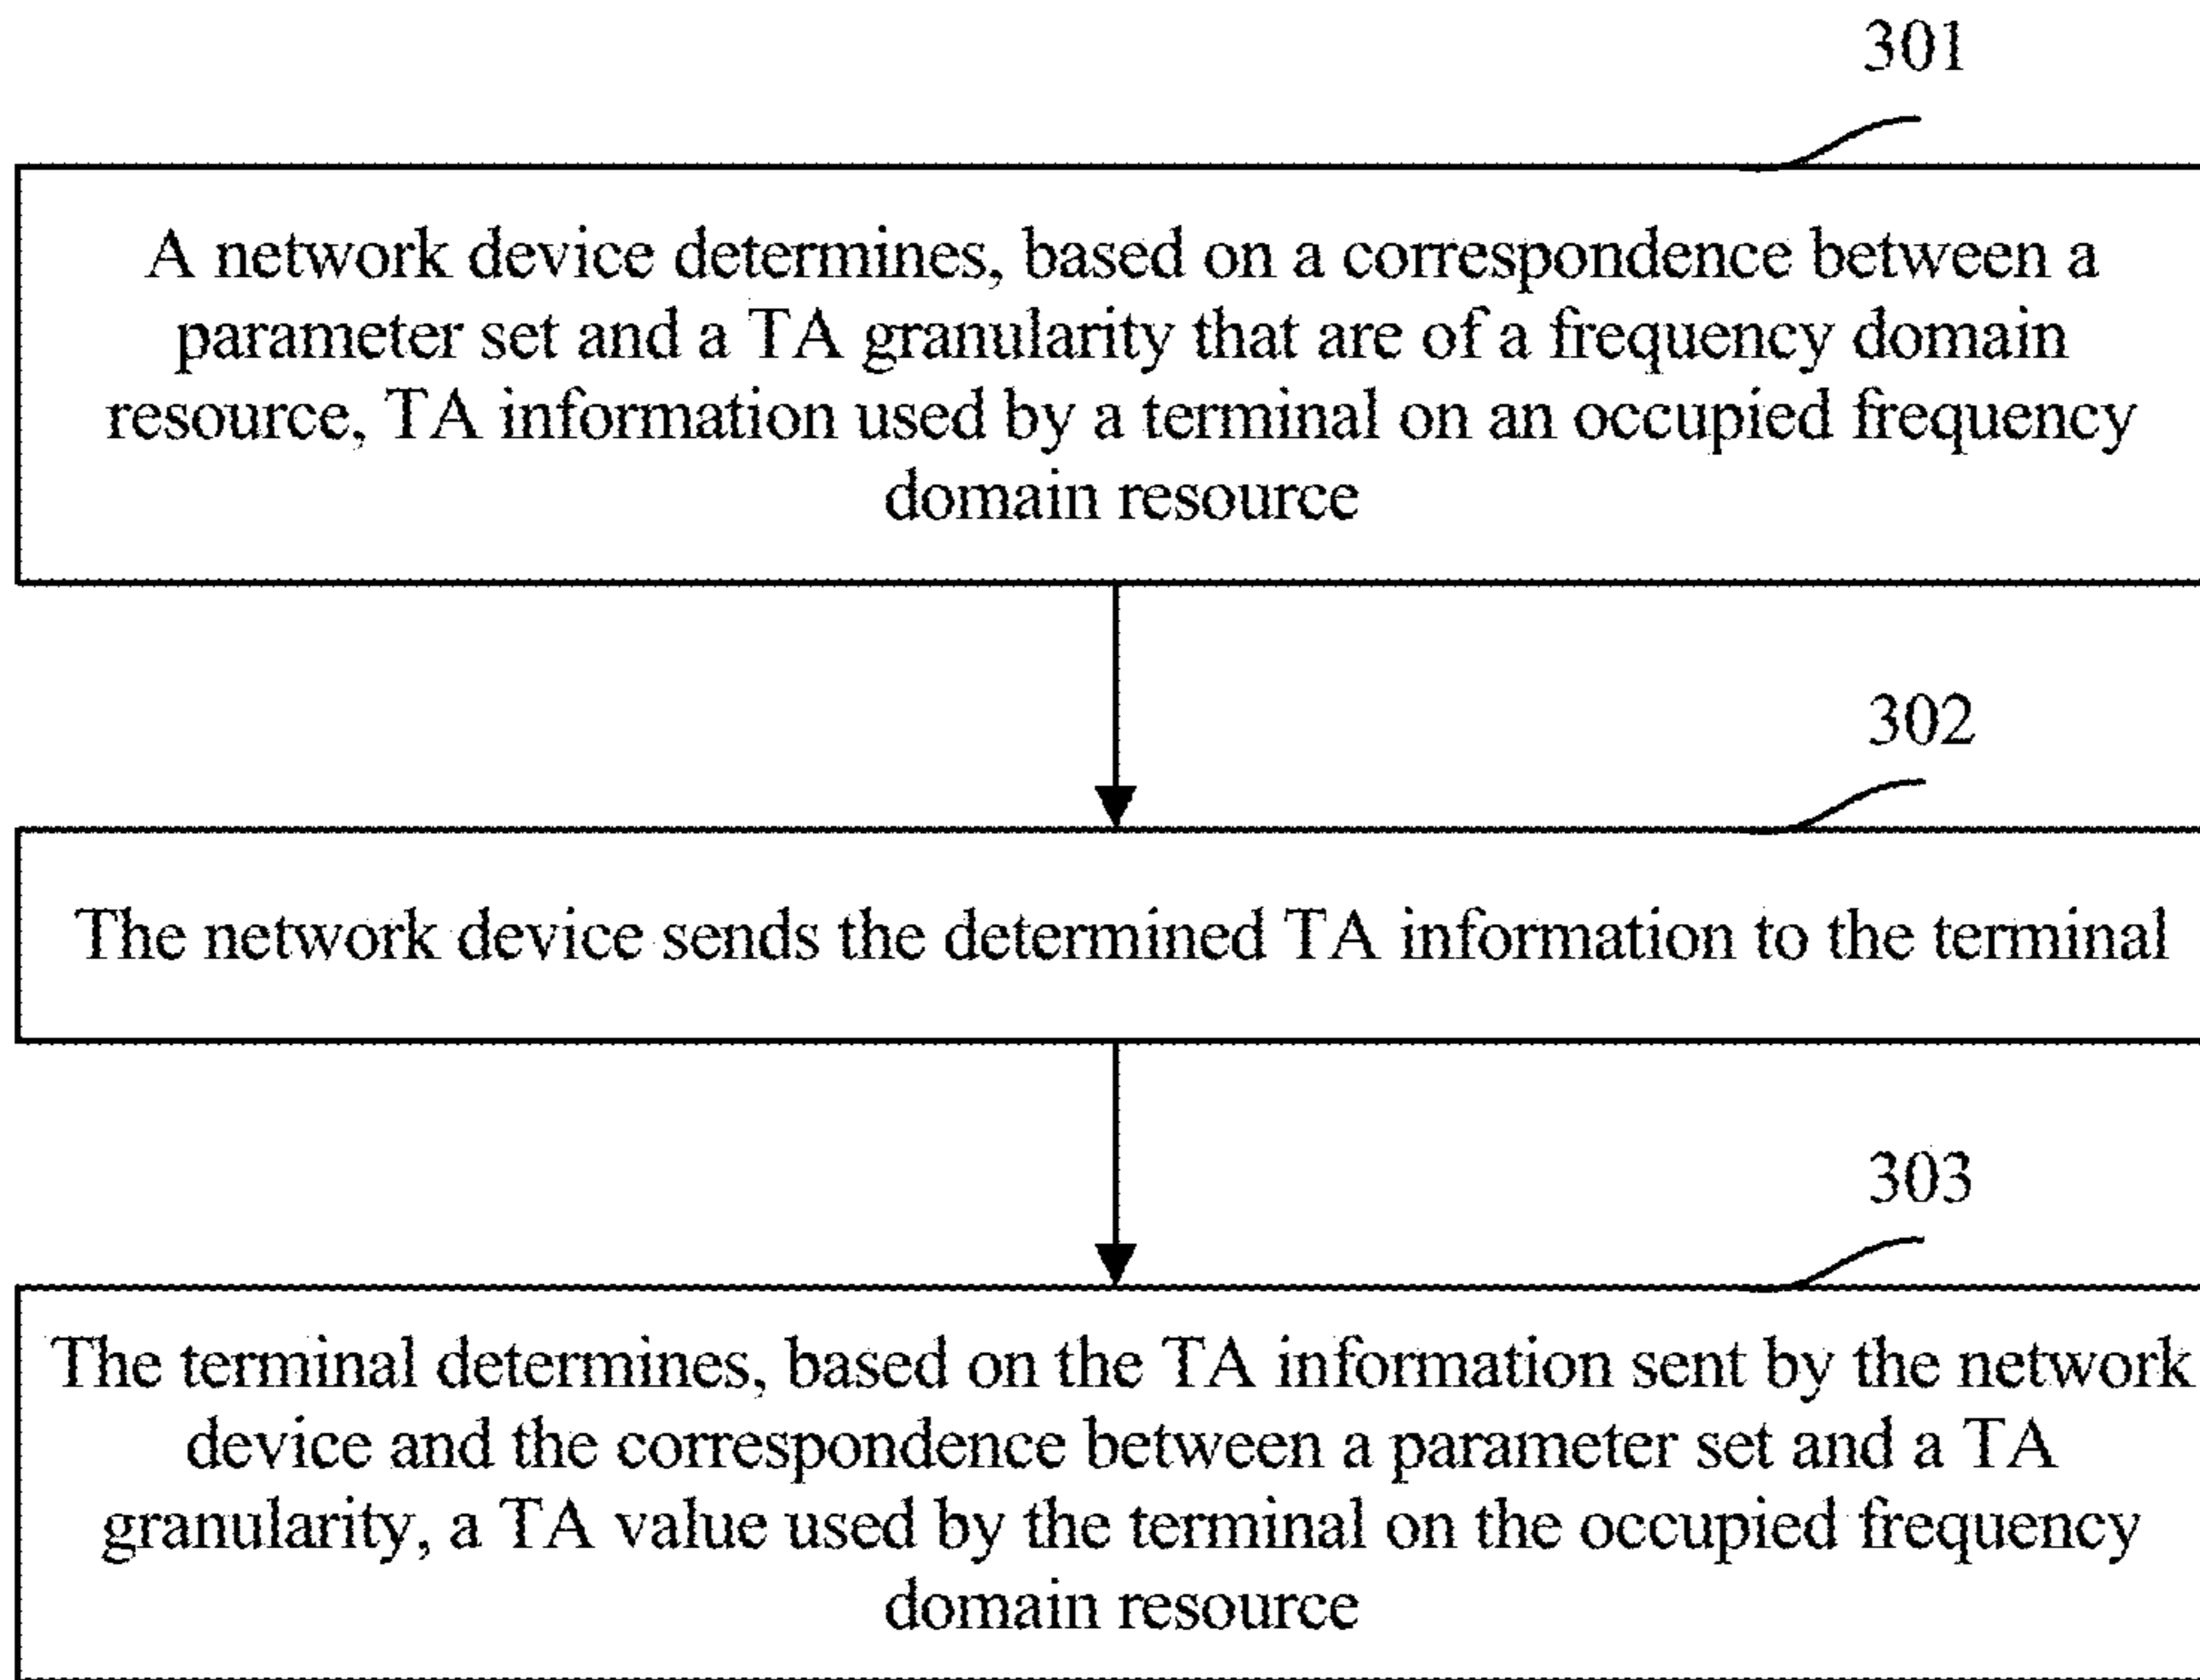 301
A network device determines, based on a correspondence between a
parameter set and a TA granularity that are of a frequency domain
resource, TA information used by a terminal on an occupied frequency
domain resource
302
The network device sends the determined TA information to the terminal
303
The terminal determines, based on the TA information sent by the network
device and the correspondence between a parameter set and a TA
granularity, a TA value used by the terminal on the occupied frequency
domain resource